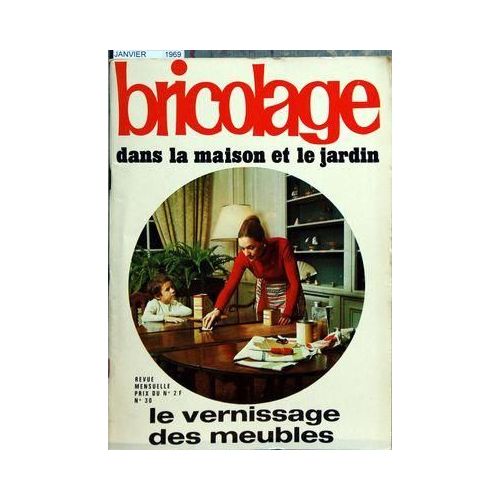 JANVIER 1969
bricolage
dans la maison et le jardin
REVUE
MENSUELLE
PRIX DU N° 2 F
N° 30
le vernissage
des meubles